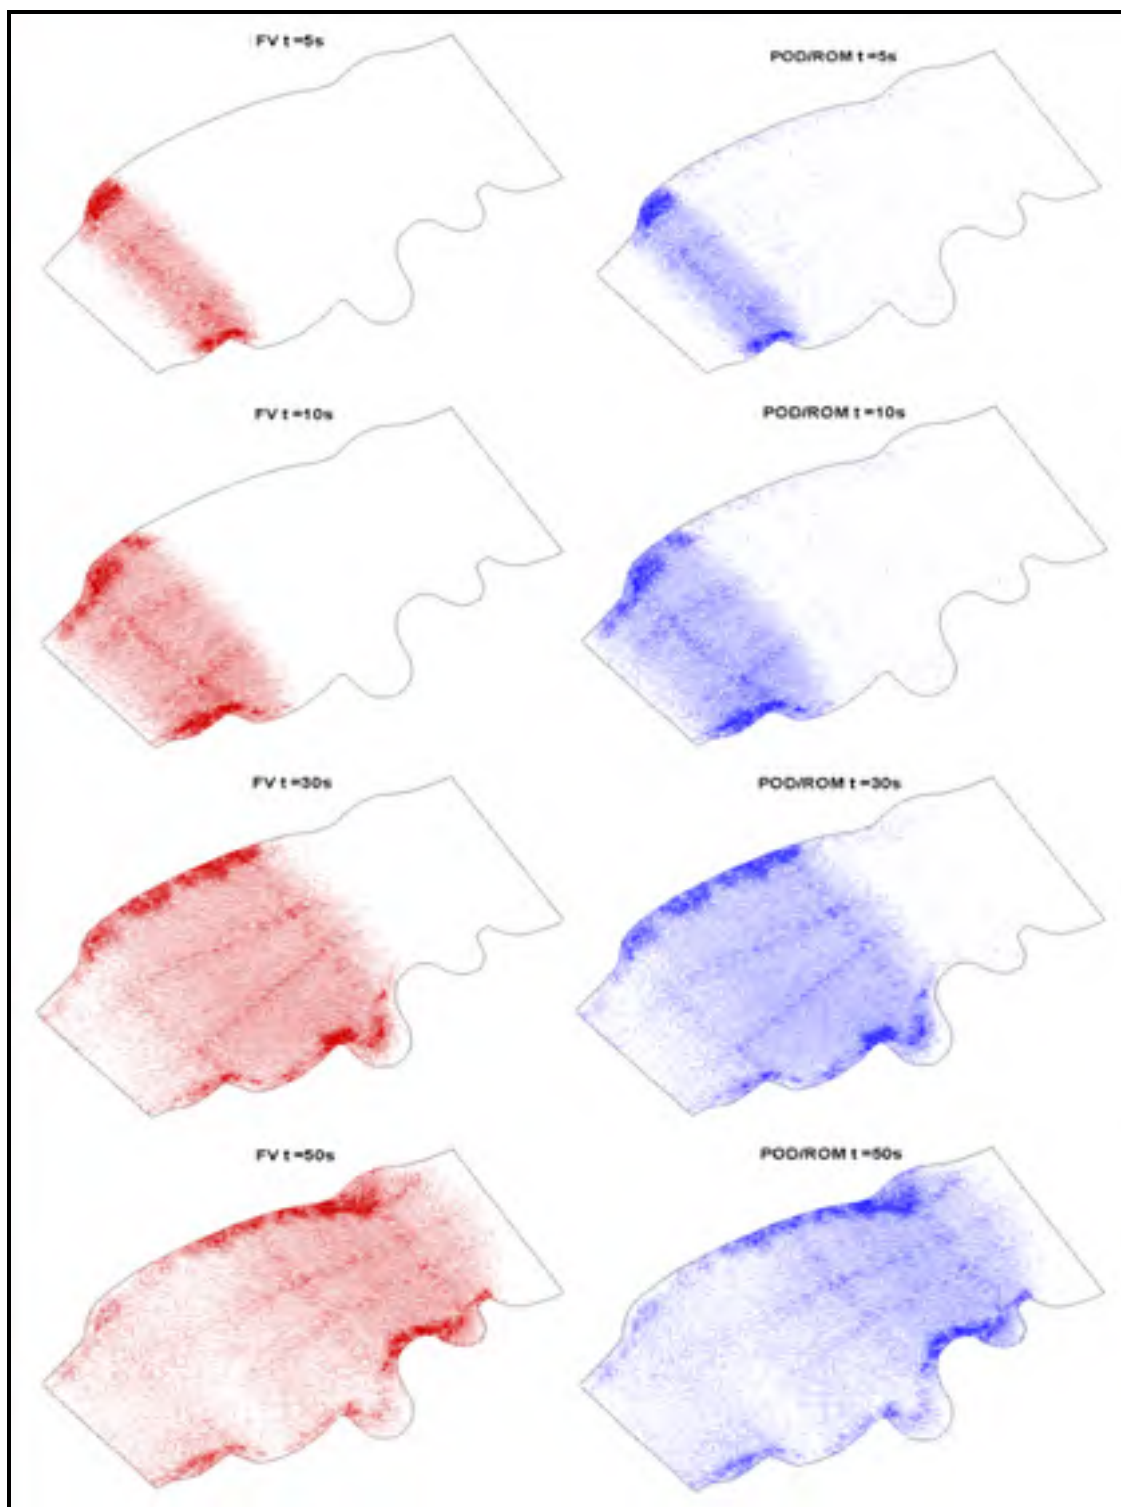 FV t =5s
POD/ROM t =5s
FV t =10s
POD/ROM t =10s
FV t =30s
POD/ROM t =30s
FV t =50s
POD/ROM t =50s